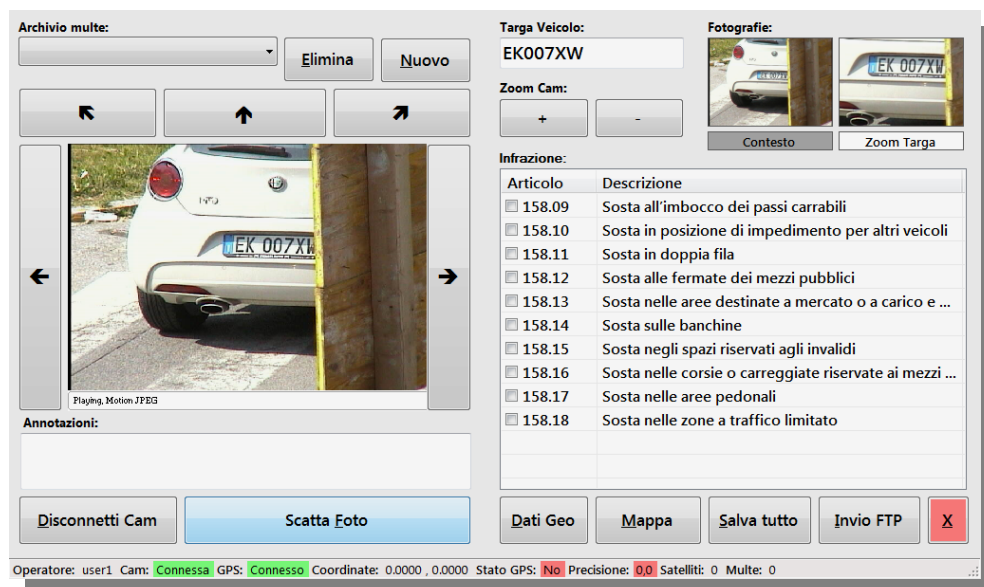 Archivio multe:
Elimina
Nuovo
Targa Veicolo:
EK007XW
Zoom Cam:
+
-
Fotografie:
EK 007XW
EK 007XW
Contesto
Zoom Targa
EK 007XW
Playing, Motion JPEG
Annotazioni:
Infrazione:
Articolo Descrizione
158.09 Sosta all'imbocco dei passi carrabili
158.10 Sosta in posizione di impedimento per altri veicoli
158.11 Sosta in doppia fila
158.12 Sosta alle fermate dei mezzi pubblici
158.13 Sosta nelle aree destinate a mercato o a carico e ...
158.14 Sosta sulle banchine
158.15 Sosta negli spazi riservati agli invalidi
158.16 Sosta nelle corsie o carreggiate riservate ai mezzi ...
158.17 Sosta nelle aree pedonali
158.18 Sosta nelle zone a traffico limitato
Disconnetti Cam
Scatta Foto
Dati Geo
Mappa
Salva tutto
Invio FTP
X
Operatore: user1 Cam: Connessa GPS: Connesso Coordinate: 0.0000 , 0.0000 Stato GPS: No Precisione: 0,0 Satelliti: 0 Multe: 0